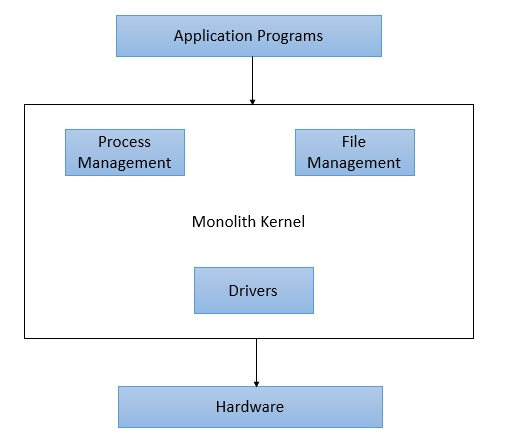 Application Programs
Process
Management
File
Management
Monolith Kernel
Drivers
Hardware